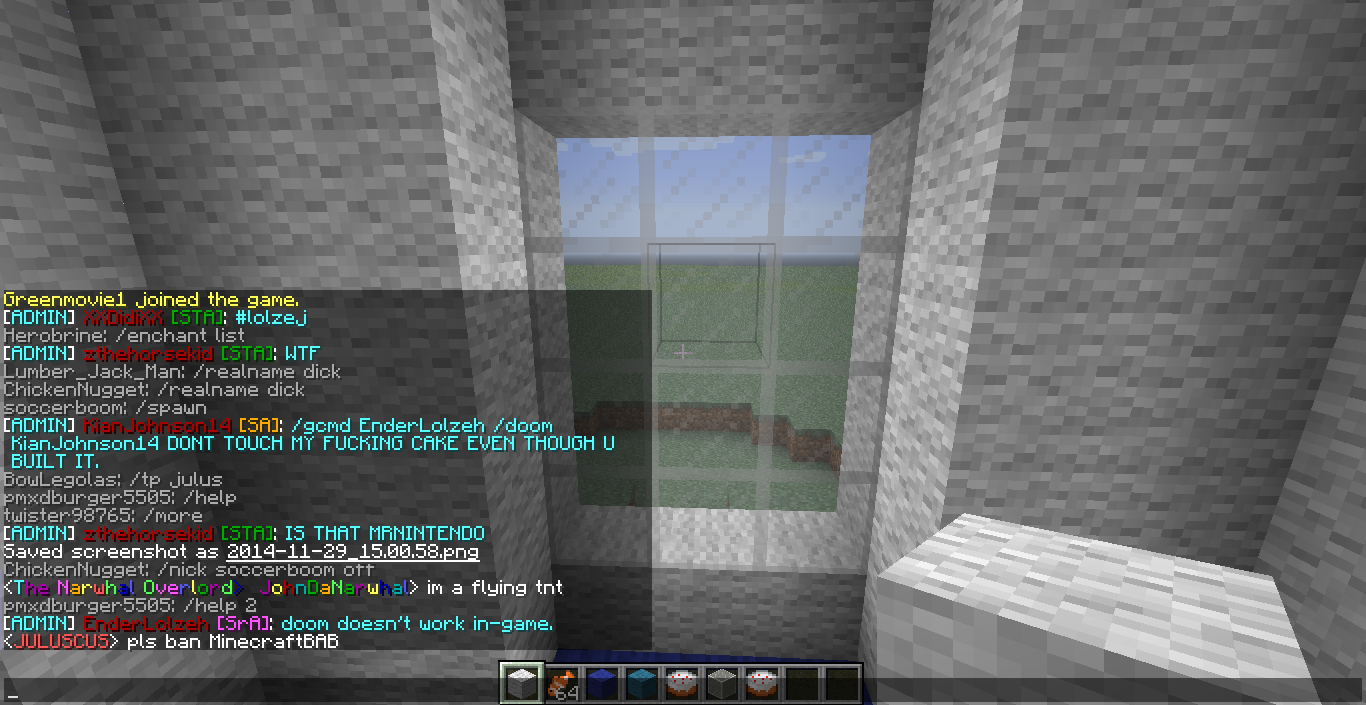 Greenmovie1 joined the game.
[ADMIN] XXDidiXX [STA]: #lolzej
Herobrine: /enchant list
[ADMIN] zthehorsekid [STA]: WTF
Lumber_Jack_Man: /realname dick
ChickenNugget: /realname dick
soccerboom: /spawn
[ADMIN] KianJohnson14 [SA]: /gcmd EnderLolzeh /doom
KianJohnson14 DONT TOUCH MY FUCKING CAKE EVEN THOUGH U
BUILT IT.
BowLegolas: /tp julus
pmxdburger5505: /help
twister98765: /more
[ADMIN] zthehorsekid [STA]: IS THAT MRNINTENDO
Saved screenshot as 2014-11-29_15.00.58.png
ChickenNugget: /nick soccerboom off
<The Narwhal Overlord> JohnDaNarwhal> im a flying tnt
pmxdburger5505: /help 2
[ADMIN] EnderLolzeh [SrA]: doom doesn't work in-game.
<JULUSCUS> pls ban MinecraftBAB
64
_